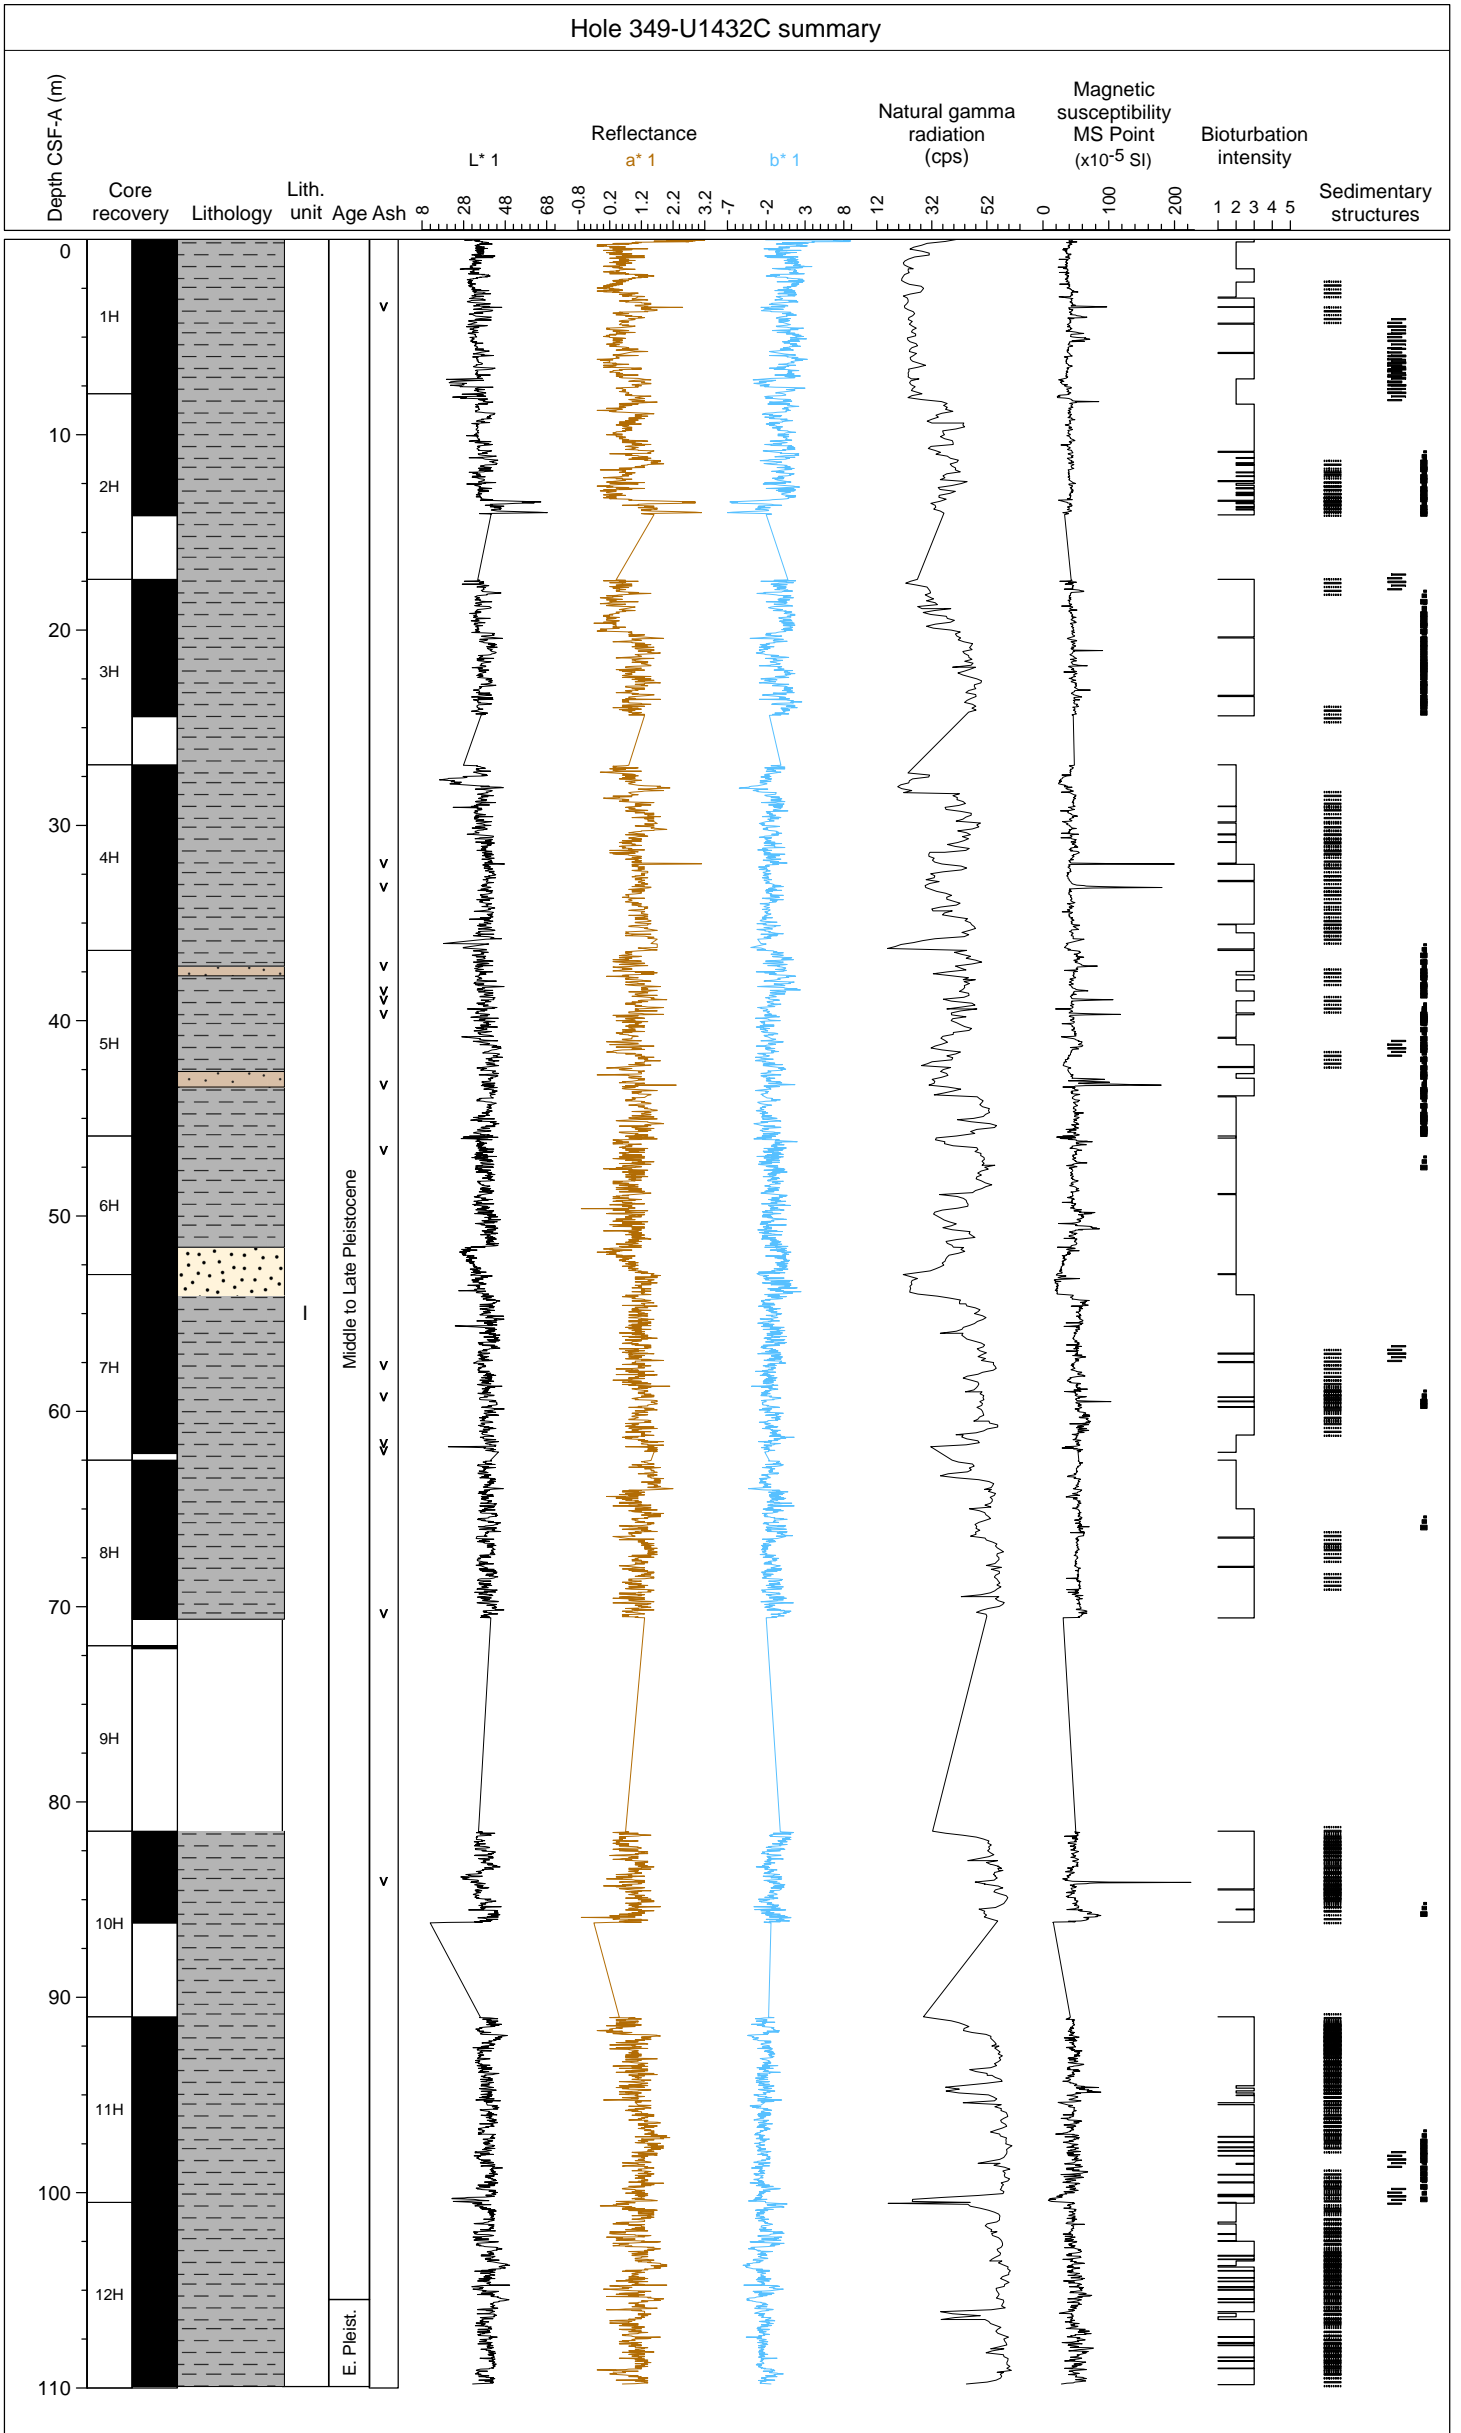 Hole 349-U1432C summary
Depth CSF-A (m)
Core
recovery
Lithology
Lith.
unit
Age
Ash
Reflectance
L* 1
a* 1
b* 1
Natural gamma
radiation
(cps)
Magnetic
susceptibility
MS Point
(x10-5 SI)
Bioturbation
intensity
Sedimentary
structures
8 28 48 68
-0.8 0.2 1.2 2.2 3.2
-7 -2 3 8
12 32 52
0 100 200
1 2 3 4 5
0
1H
v
10
2H
20
3H
30
4H
v
v
v
v
v
40
v
5H
v
v
6H
50
Middle to Late Pleistocene
I
7H
v
v
60
v
v
8H
70
v
9H
80
v
10H
90
11H
100
12H
E. Pleist.
110